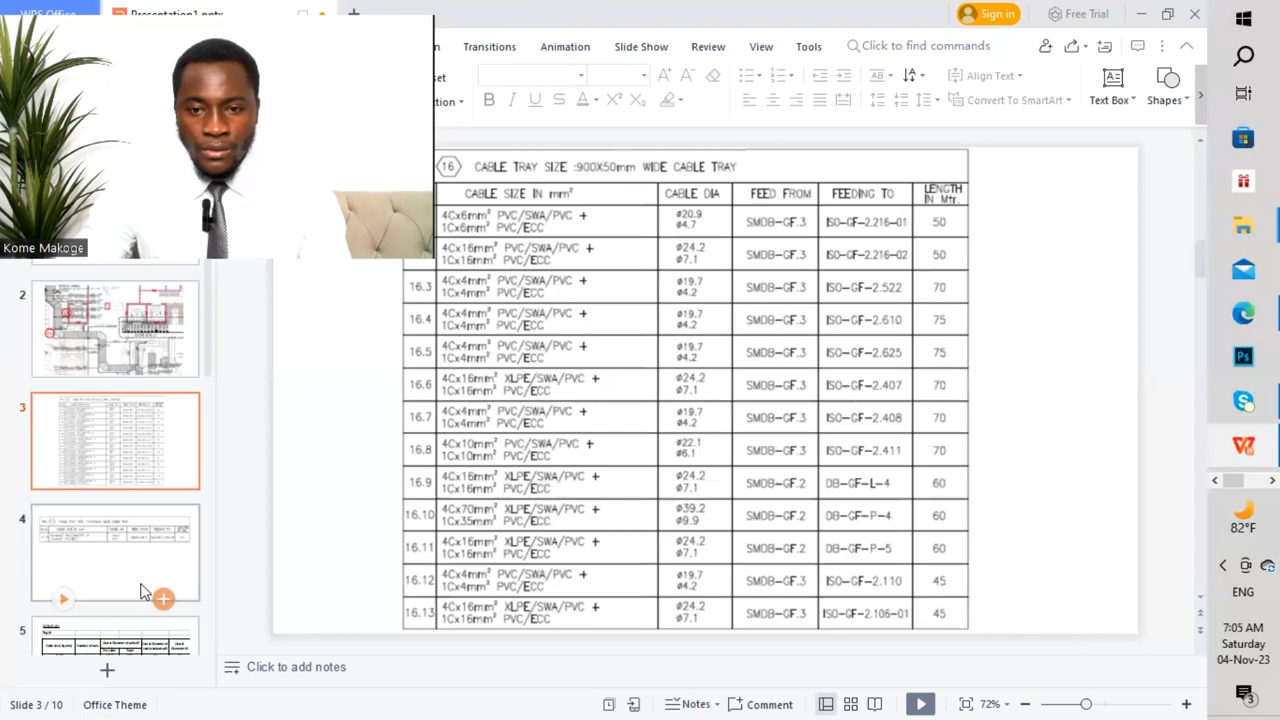 WPS Office
Presentation1.pptx
Sign in
Free Trial
Transitions
Animation
Slide Show
Review
View
Tools
Click to find commands
Align Text
Convert To SmartArt
Text Box
Shapes
Kome Makoge
16 CABLE TRAY SIZE :900X50mm WIDE CABLE TRAY
CABLE SIZE IN mm² CABLE DIA FEED FROM FEEDING TO LENGTH IN Mtr.
4Cx6mm² PVC/SWA/PVC + ø20.9 SMDB-GF.3 ISO-GF-2.216-01 50
1Cx6mm² PVC/ECC ø4.7
4Cx16mm² PVC/SWA/PVC + ø24.2 SMDB-GF.3 ISO-GF-2.216-02 50
1Cx16mm² PVC/ECC ø7.1
16.3 4Cx4mm² PVC/SWA/PVC + ø19.7 SMDB-GF.3 ISO-GF-2.522 70
1Cx4mm² PVC/ECC ø4.2
16.4 4Cx4mm² PVC/SWA/PVC + ø19.7 SMDB-GF.3 ISO-GF-2.610 75
1Cx4mm² PVC/ECC ø4.2
16.5 4Cx4mm² PVC/SWA/PVC + ø19.7 SMDB-GF.3 ISO-GF-2.625 75
1Cx4mm² PVC/ECC ø4.2
16.6 4Cx16mm² XLPE/SWA/PVC + ø24.2 SMDB-GF.3 ISO-GF-2.407 70
1Cx16mm² PVC/ECC ø7.1
16.7 4Cx4mm² PVC/SWA/PVC + ø19.7 SMDB-GF.3 ISO-GF-2.408 70
1Cx4mm² PVC/ECC ø4.2
16.8 4Cx10mm² PVC/SWA/PVC + ø22.1 SMDB-GF.3 ISO-GF-2.411 70
1Cx10mm² PVC/ECC ø6.1
16.9 4Cx16mm² XLPE/SWA/PVC + ø24.2 SMDB-GF.2 DB-GF-L-4 60
1Cx16mm² PVC/ECC ø7.1
16.10 4Cx70mm² XLPE/SWA/PVC + ø39.2 SMDB-GF.2 DB-GF-P-4 60
1Cx35mm² PVC/ECC ø9.9
16.11 4Cx16mm² XLPE/SWA/PVC + ø24.2 SMDB-GF.2 DB-GF-P-5 60
1Cx16mm² PVC/ECC ø7.1
16.12 4Cx4mm² PVC/SWA/PVC + ø19.7 SMDB-GF.3 ISO-GF-2.110 45
1Cx4mm² PVC/ECC ø4.2
16.13 4Cx16mm² XLPE/SWA/PVC + ø24.2 SMDB-GF.3 ISO-GF-2.106-01 45
1Cx16mm² PVC/ECC ø7.1
2
3
4
5
Click to add notes
Slide 3 / 10
Office Theme
Notes
Comment
72%
82°F
ENG
7:05 AM
Saturday
04-Nov-23
3